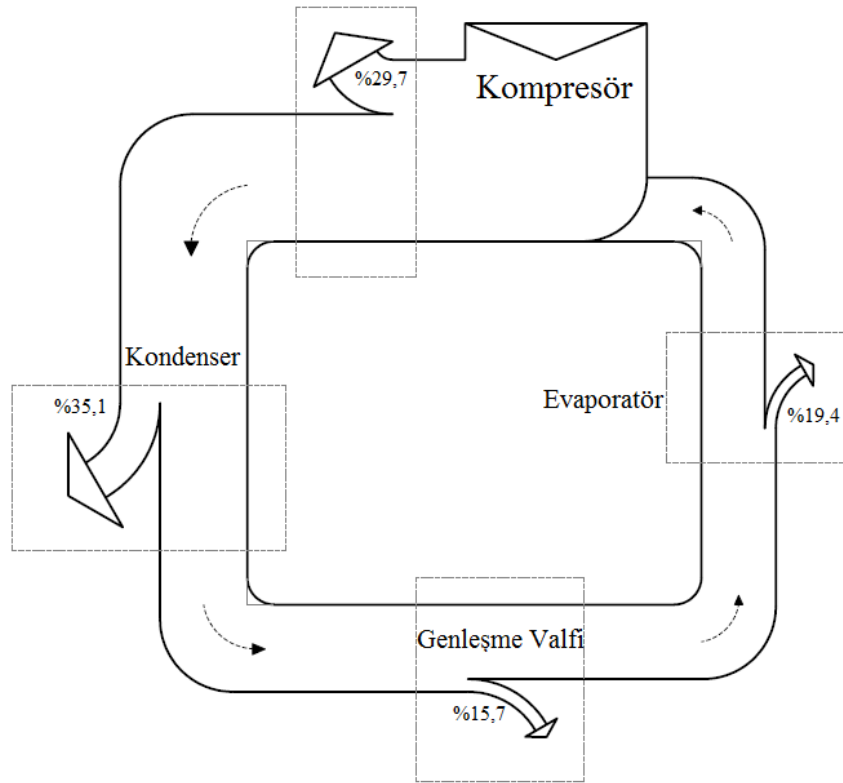 %29,7
Kompresör
Kondenser
%35,1
Evaporatör
%19,4
Genleşme Valfi
%15,7